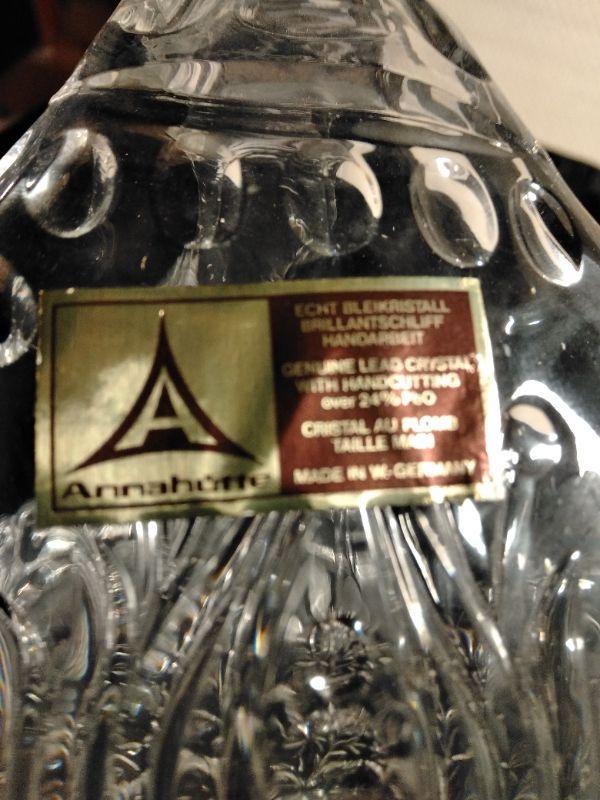 A
Annahütte
ECHT BLEIKRISTALL
BRILLANTSCHLIFF
HANDARBEIT
GENUINE LEAD CRYSTAL
WITH HANDCUTTING
over 24% PbO
CRISTAL AU PLOMB
TAILLE MAIN
MADE IN W.-GERMANY